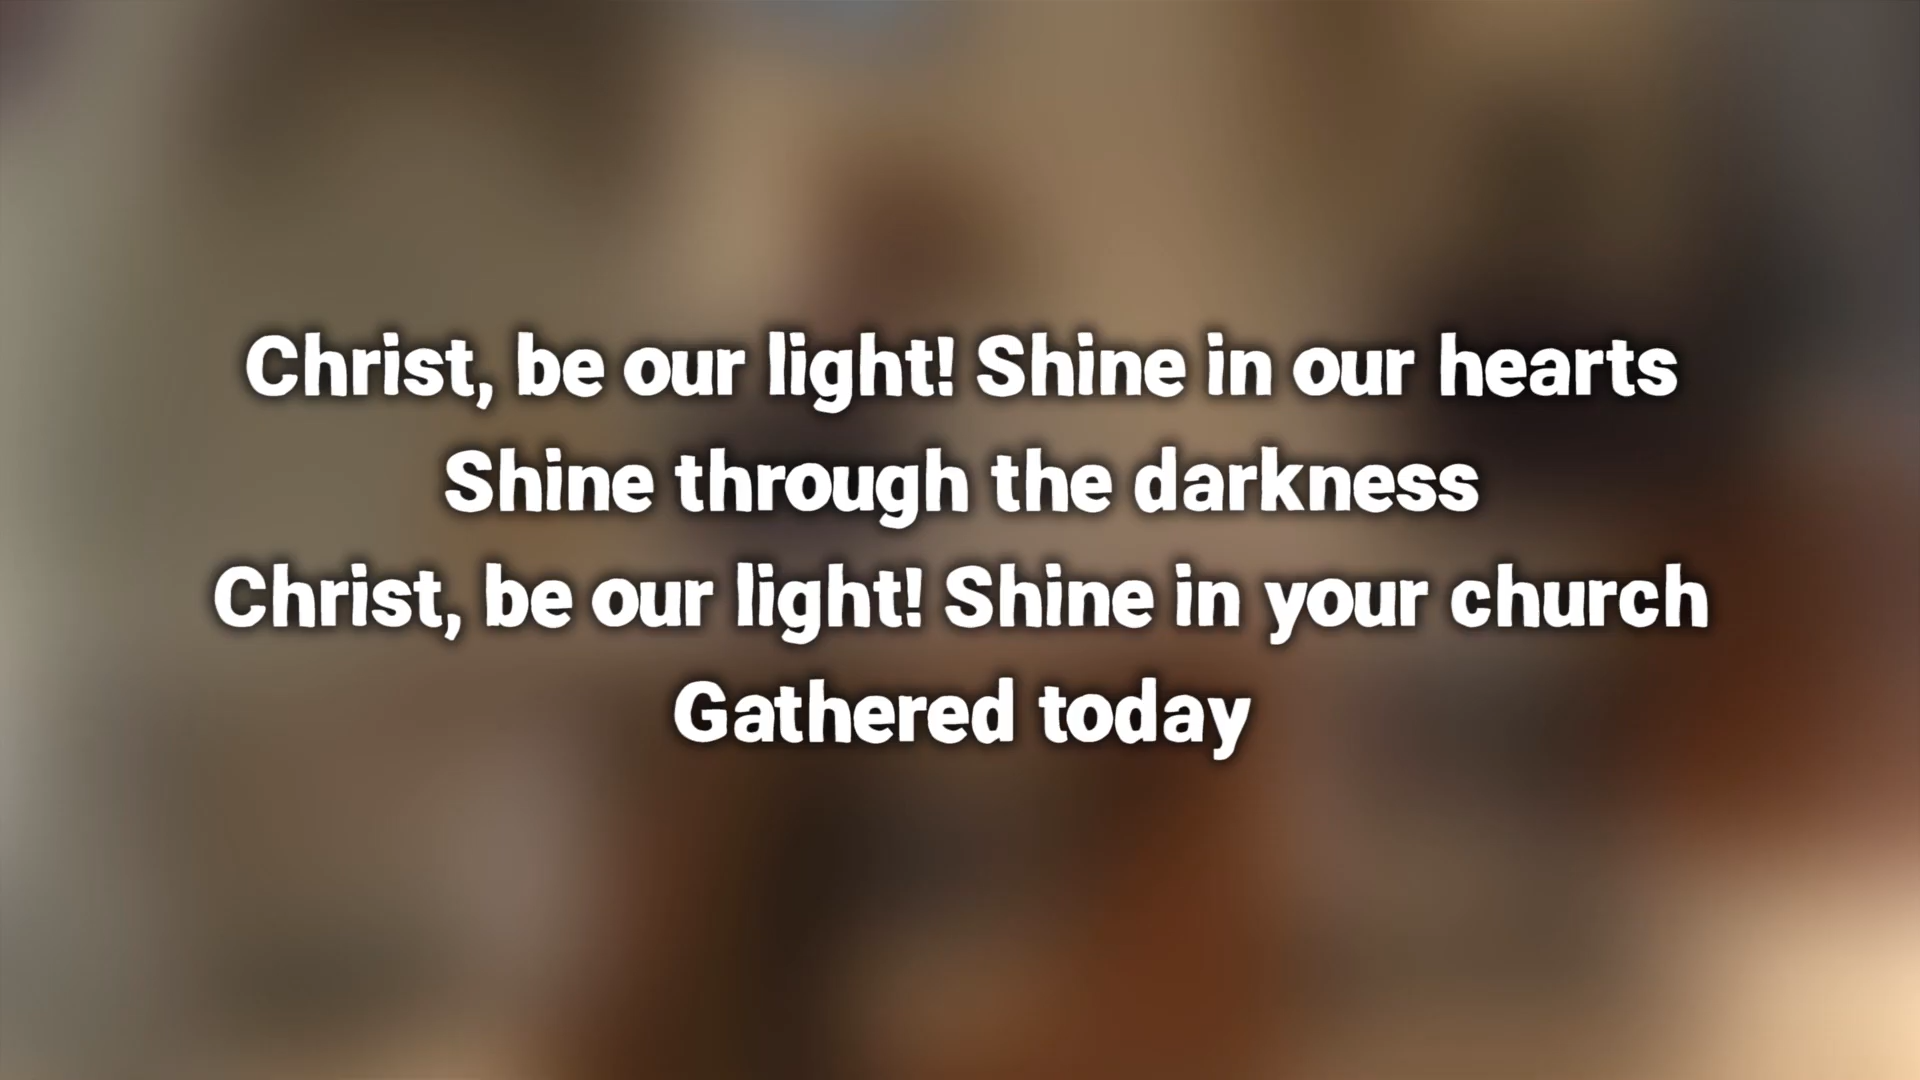 Christ, be our light! Shine in our hearts
Shine through the darkness
Christ, be our light! Shine in your church
Gathered today